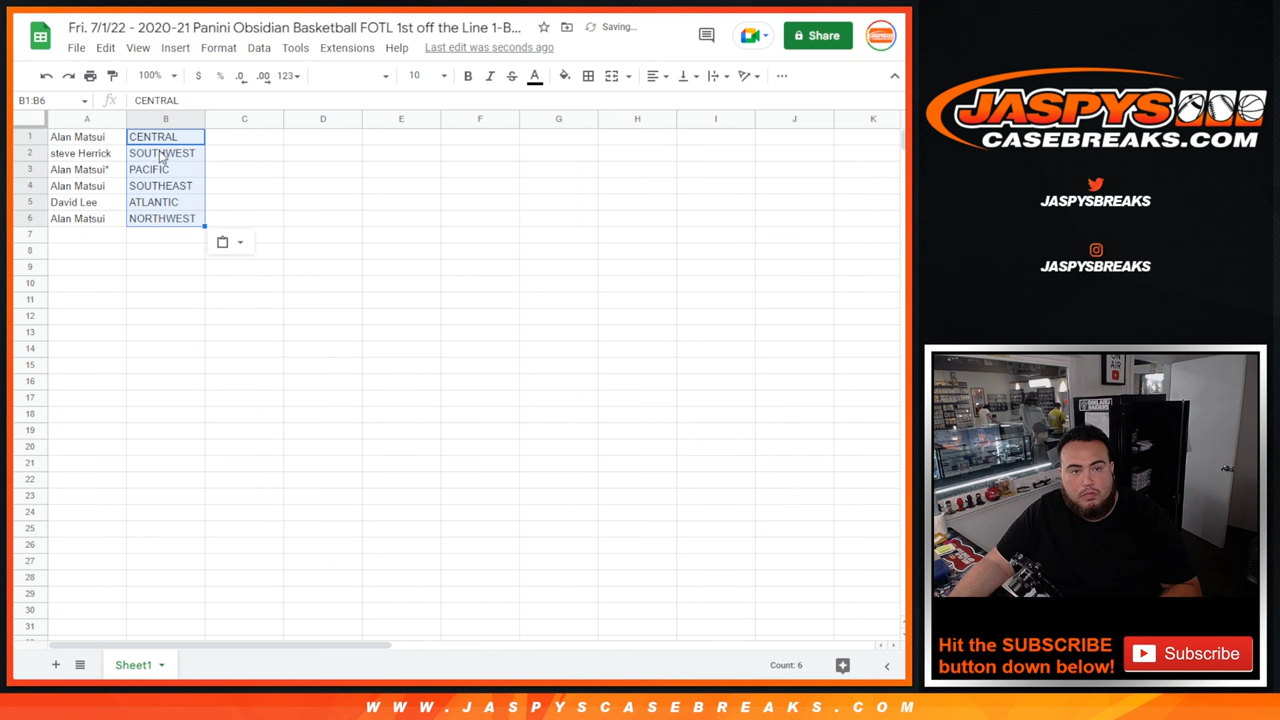 Fri. 7/1/22 - 2020-21 Panini Obsidian Basketball FOTL 1st off the Line 1-B...
Saving...
Share
File Edit View Insert Format Data Tools Extensions Help Last edit was seconds ago
100% $ % .0 .00 123 10 B I S A
B1:B6 fx CENTRAL
A B C D E F G H I J K
1 Alan Matsui CENTRAL
2 steve Herrick SOUTHWEST
3 Alan Matsui* PACIFIC
4 Alan Matsui SOUTHEAST
5 David Lee ATLANTIC
6 Alan Matsui NORTHWEST
7
8
9
10
11
12
13
14
15
16
17
18
19
20
21
22
23
24
25
26
27
28
29
30
31
Sheet1
Count: 6
JASPYS
CASEBREAKS.COM
JASPYSBREAKS
JASPYSBREAKS
ON AIR
Hit the SUBSCRIBE
button down below!
Subscribe
WWW.JASPYSCASEBREAKS.COM